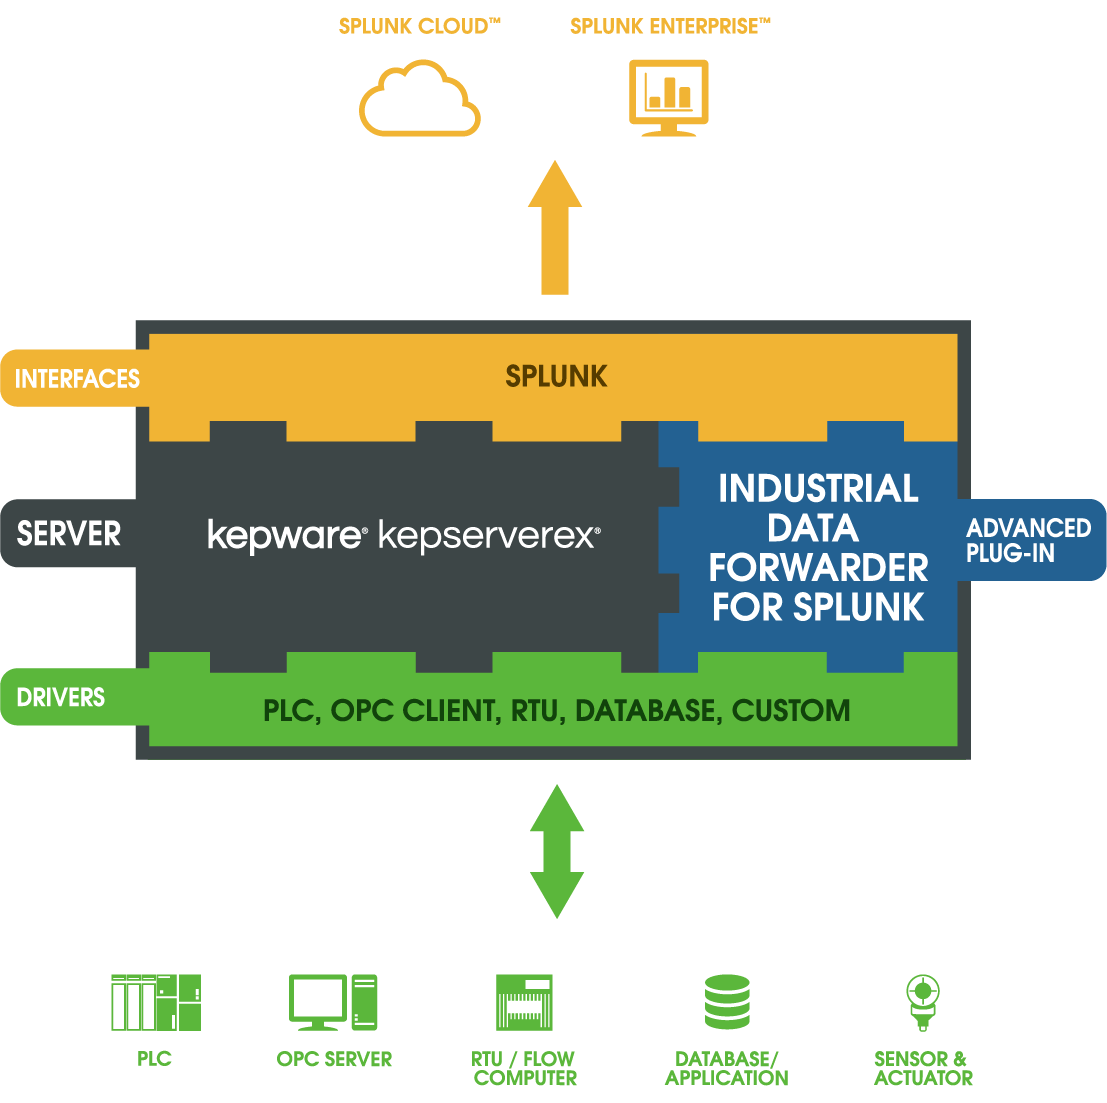 SPLUNK CLOUD™
SPLUNK ENTERPRISE™
INTERFACES
SPLUNK
SERVER
kepware® kepserverex®
INDUSTRIAL
DATA
FORWARDER
FOR SPLUNK
ADVANCED
PLUG-IN
DRIVERS
PLC, OPC CLIENT, RTU, DATABASE, CUSTOM
PLC
OPC SERVER
RTU / FLOW
COMPUTER
DATABASE/
APPLICATION
SENSOR &
ACTUATOR